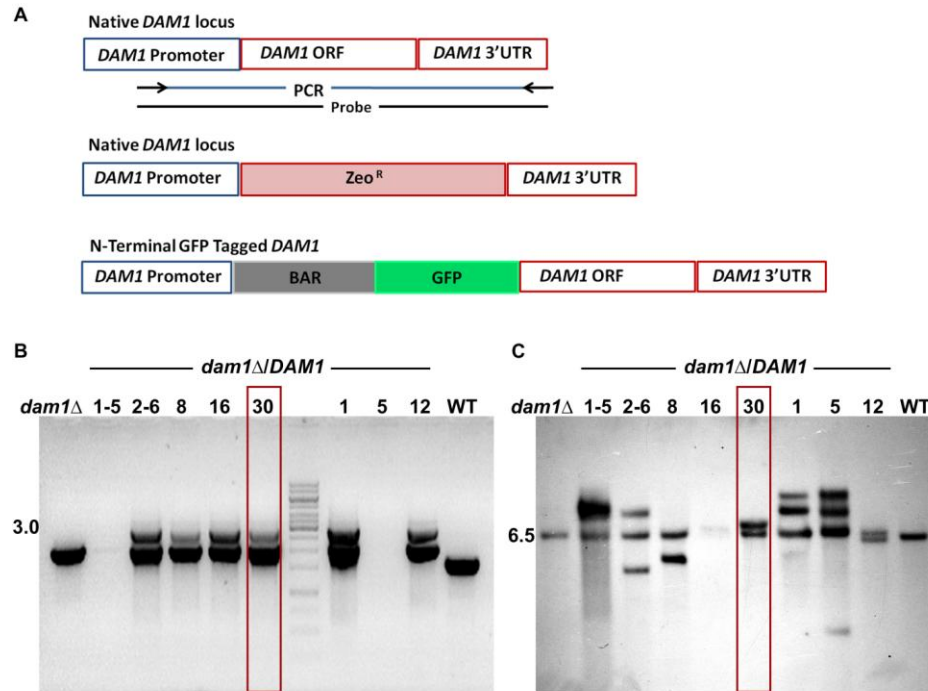 A
Native DAM1 locus
DAM1 Promoter DAM1 ORF DAM1 3’UTR
PCR
Probe
Native DAM1 locus
DAM1 Promoter Zeo R DAM1 3’UTR
N-Terminal GFP Tagged DAM1
DAM1 Promoter BAR GFP DAM1 ORF DAM1 3’UTR
B
dam1Δ/DAM1
dam1Δ 1-5 2-6 8 16 30 1 5 12 WT
3.0
C
dam1Δ/DAM1
dam1Δ 1-5 2-6 8 16 30 1 5 12 WT
6.5